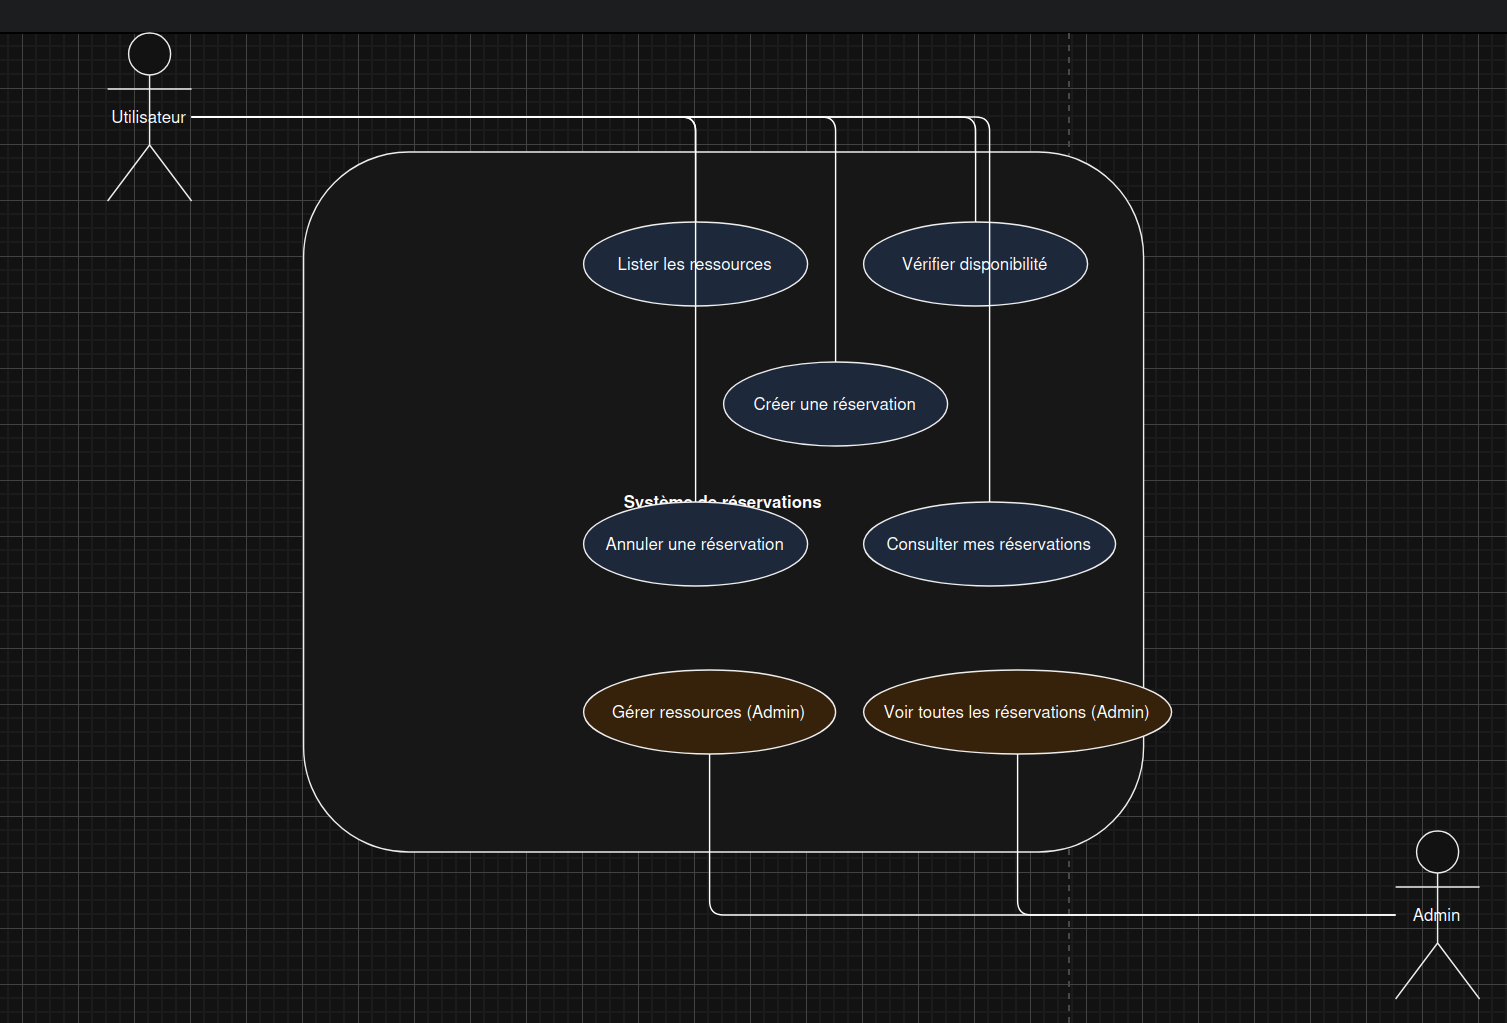 Utilisateur
Lister les ressources
Vérifier disponibilité
Créer une réservation
Système de réservations
Annuler une réservation
Consulter mes réservations
Gérer ressources (Admin)
Voir toutes les réservations (Admin)
Admin